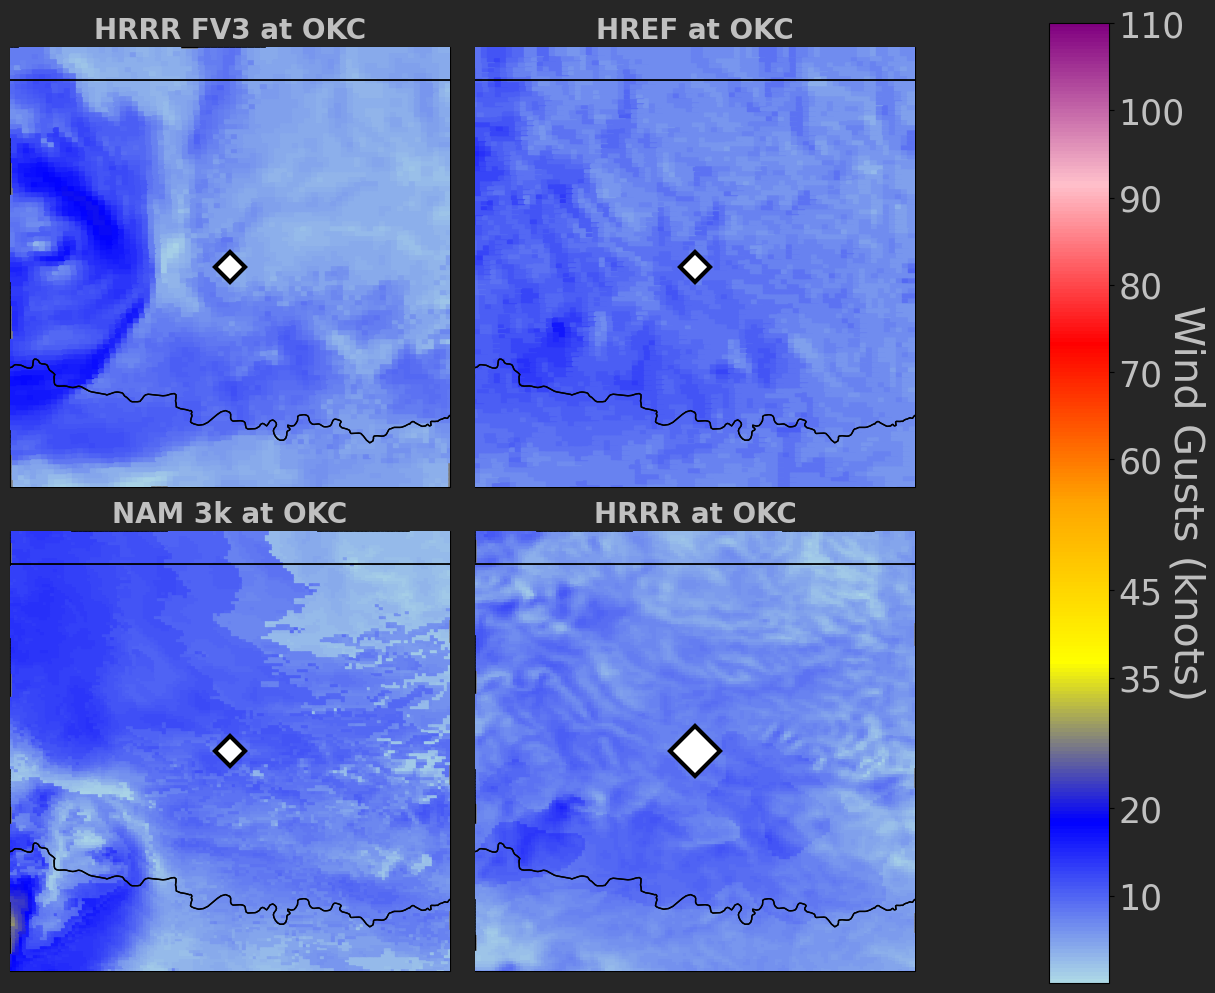 HRRR FV3 at OKC
HREF at OKC
NAM 3k at OKC
HRRR at OKC
110
100
90
80
70
60
45
35
20
10
Wind Gusts (knots)